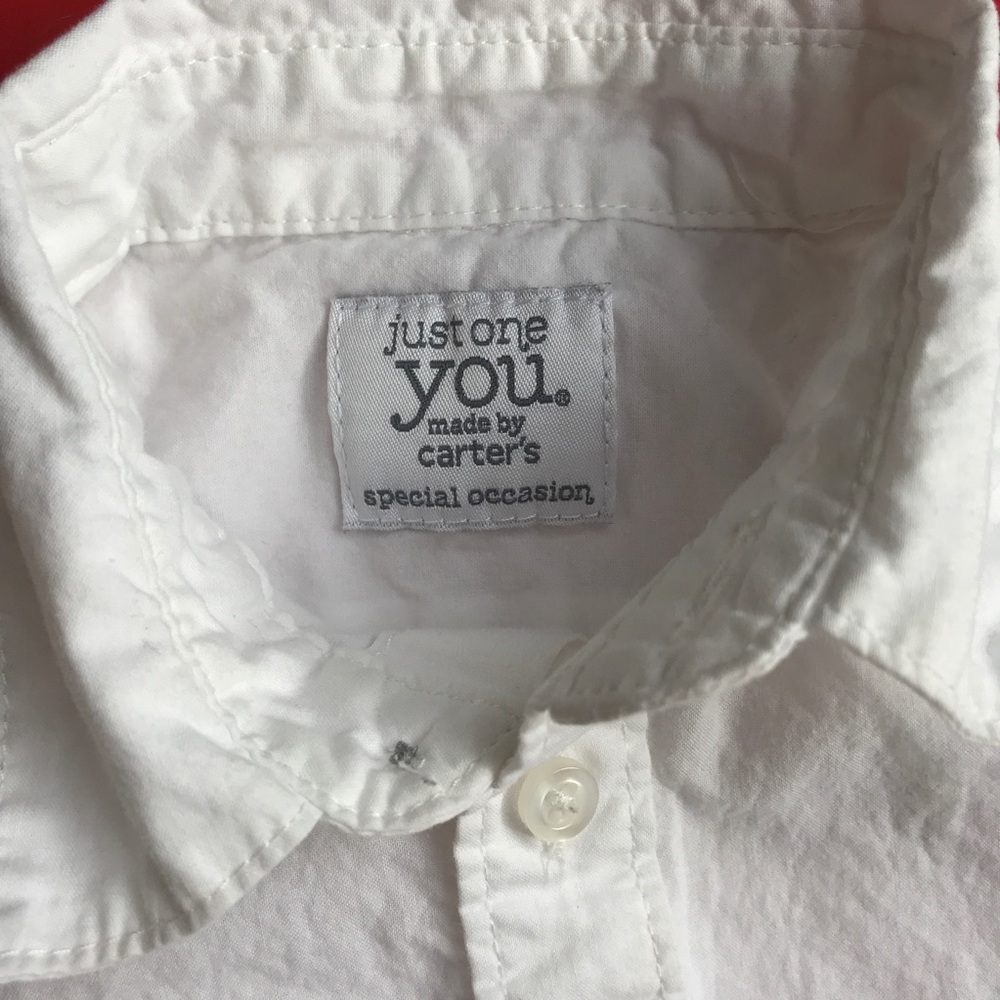 just one
you.®
made by
carter's
special occasion